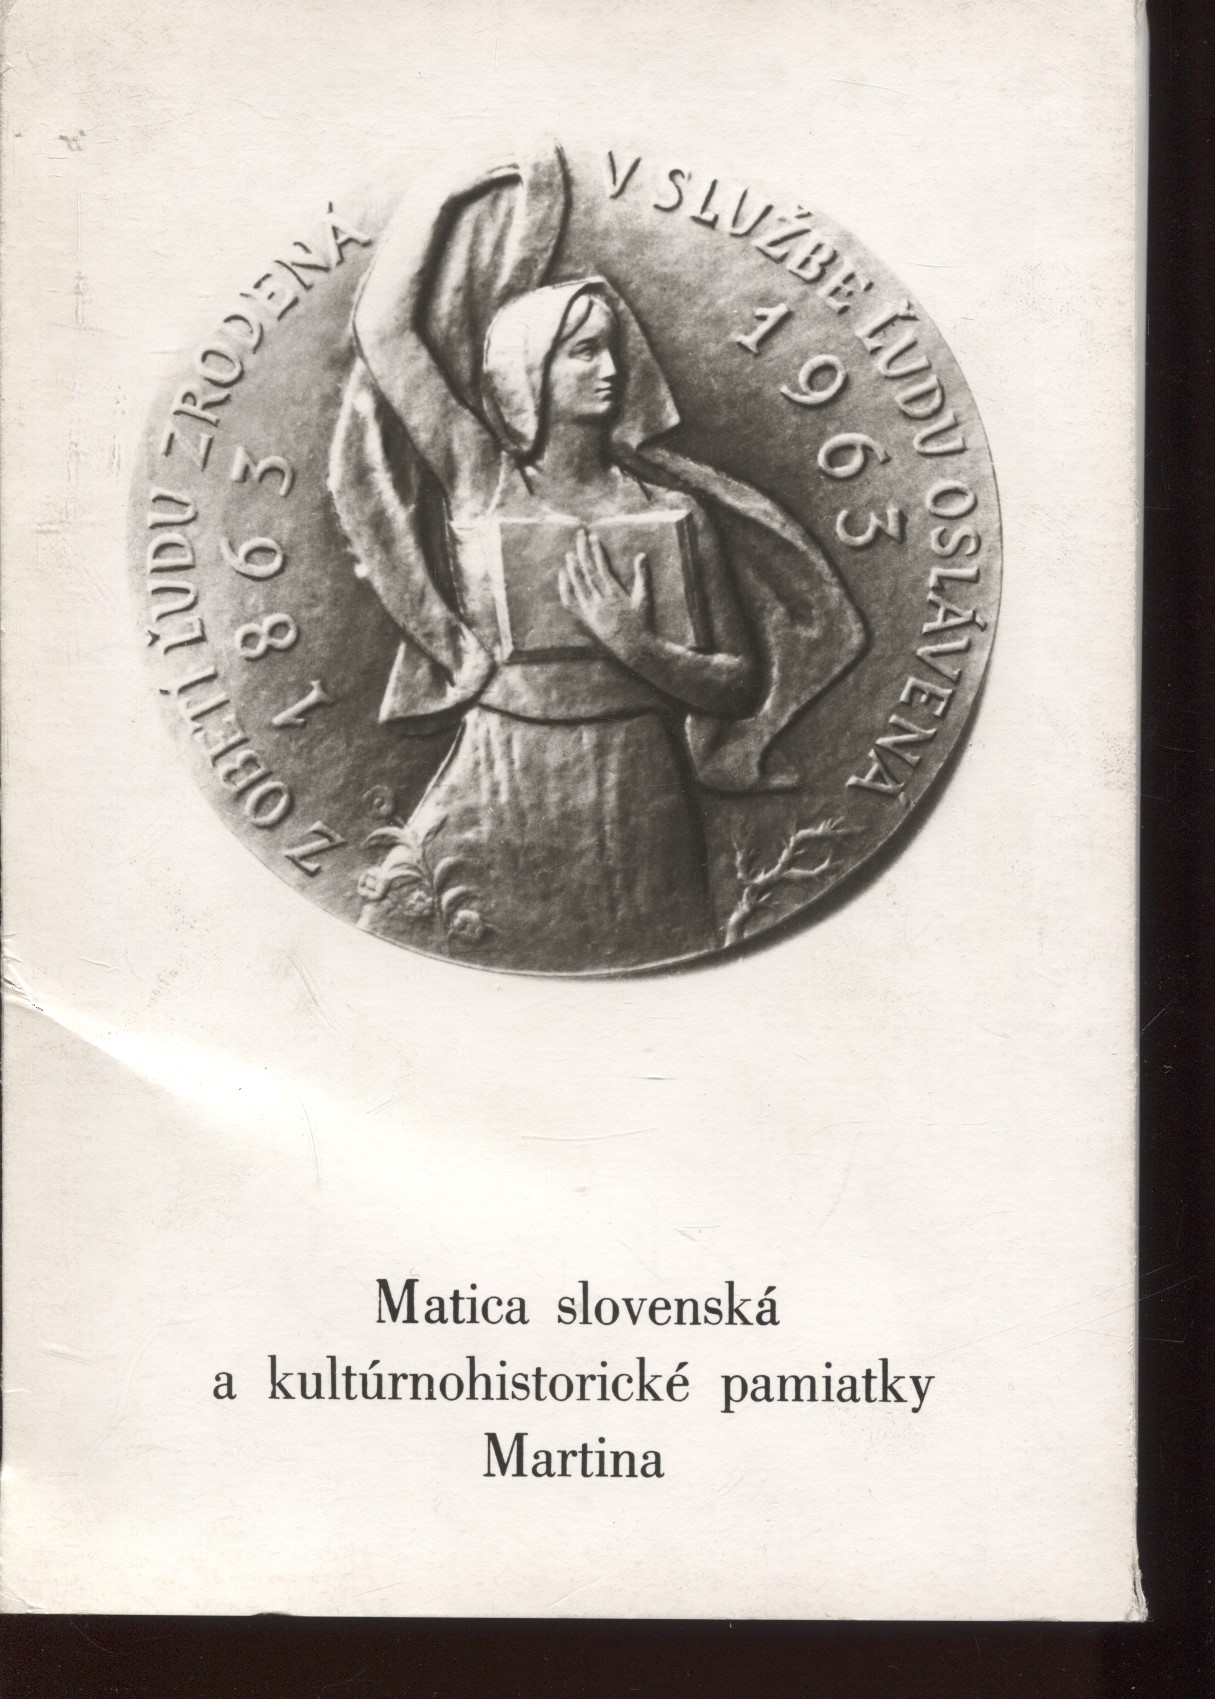 Z OBETÍ ĽUDU ZRODENÁ
V SLUŽBE ĽUDU OSLÁVENÁ
1863
1963
Matica slovenská
a kultúrnohistorické pamiatky
Martina